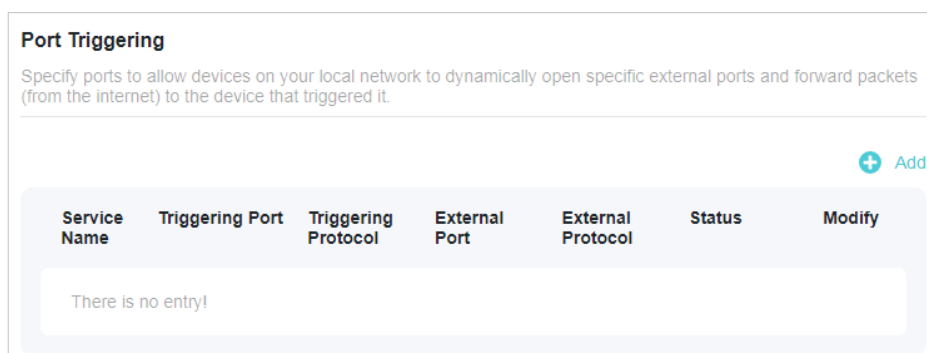 Port Triggering
Specify ports to allow devices on your local network to dynamically open specific external ports and forward packets
(from the internet) to the device that triggered it.
Add
Service Name Triggering Port Triggering Protocol External Port External Protocol Status Modify
There is no entry!